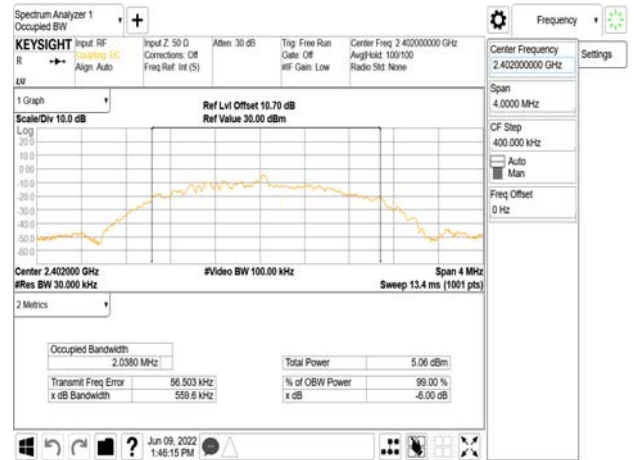 Spectrum Analyzer 1
Occupied BW
+
Frequency
KEYSIGHT
R
Input: RF
Coupling: DC
Align: Auto
Input Z: 50 Ω
Corrections: Off
Freq Ref: Int (S)
Atten: 30 dB
Trig: Free Run
Gate: Off
#IF Gain: Low
Center Freq: 2.402000000 GHz
Avg|Hold: 100/100
Radio Std: None
Center Frequency
2.402000000 GHz
Settings
Span
4.0000 MHz
CF Step
400.000 kHz
Auto
Man
Freq Offset
0 Hz
1 Graph
Scale/Div 10.0 dB
Ref Lvl Offset 10.70 dB
Ref Value 30.00 dBm
Log
20.0
10.0
0.00
-10.0
-20.0
-30.0
-40.0
-50.0
-60.0
Center 2.402000 GHz
#Res BW 30.000 kHz
#Video BW 100.00 kHz
Span 4 MHz
Sweep 13.4 ms (1001 pts)
2 Metrics
Occupied Bandwidth
2.0380 MHz
Transmit Freq Error 56.503 kHz
x dB Bandwidth 559.6 kHz
Total Power 5.06 dBm
% of OBW Power 99.00 %
x dB -6.00 dB
?
Jun 09, 2022
1:46:15 PM